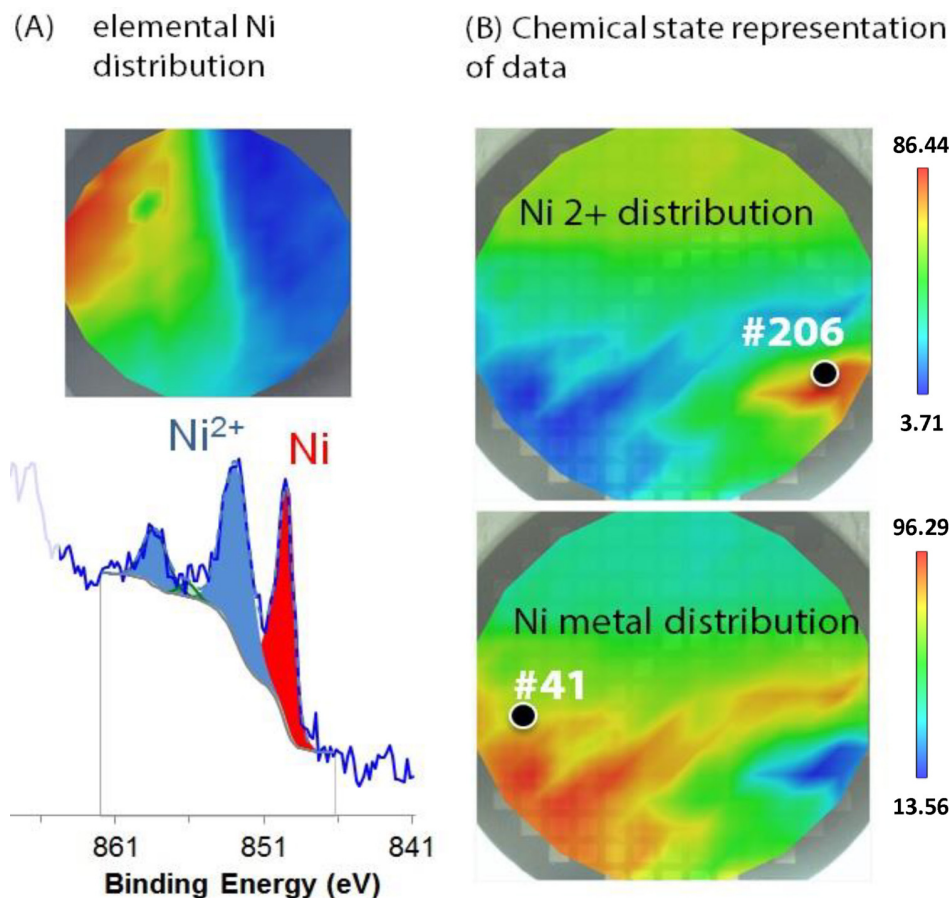 (A) elemental Ni
distribution
(B) Chemical state representation
of data
Ni²⁺
Ni
861
851
841
Binding Energy (eV)
Ni 2+ distribution
#206
86.44
3.71
Ni metal distribution
#41
96.29
13.56